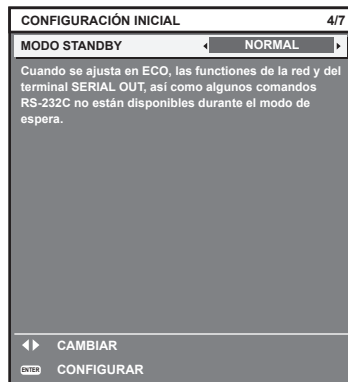 CONFIGURACIÓN INICIAL 4/7
MODO STANDBY NORMAL
Cuando se ajusta en ECO, las functiones de la red y del
terminal SERIAL OUT, así como algunos comandos
RS-232C no están disponibles durante el modo de
espera.
CAMBIAR
ENTER CONFIGURAR